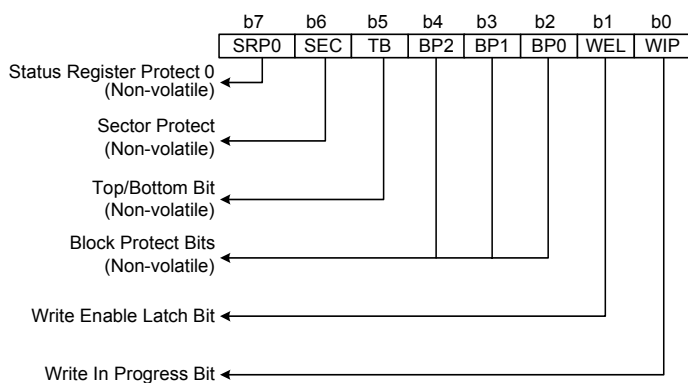 b7 b6 b5 b4 b3 b2 b1 b0
SRP0 SEC TB BP2 BP1 BP0 WEL WIP
Status Register Protect 0
(Non-volatile)
Sector Protect
(Non-volatile)
Top/Bottom Bit
(Non-volatile)
Block Protect Bits
(Non-volatile)
Write Enable Latch Bit
Write In Progress Bit